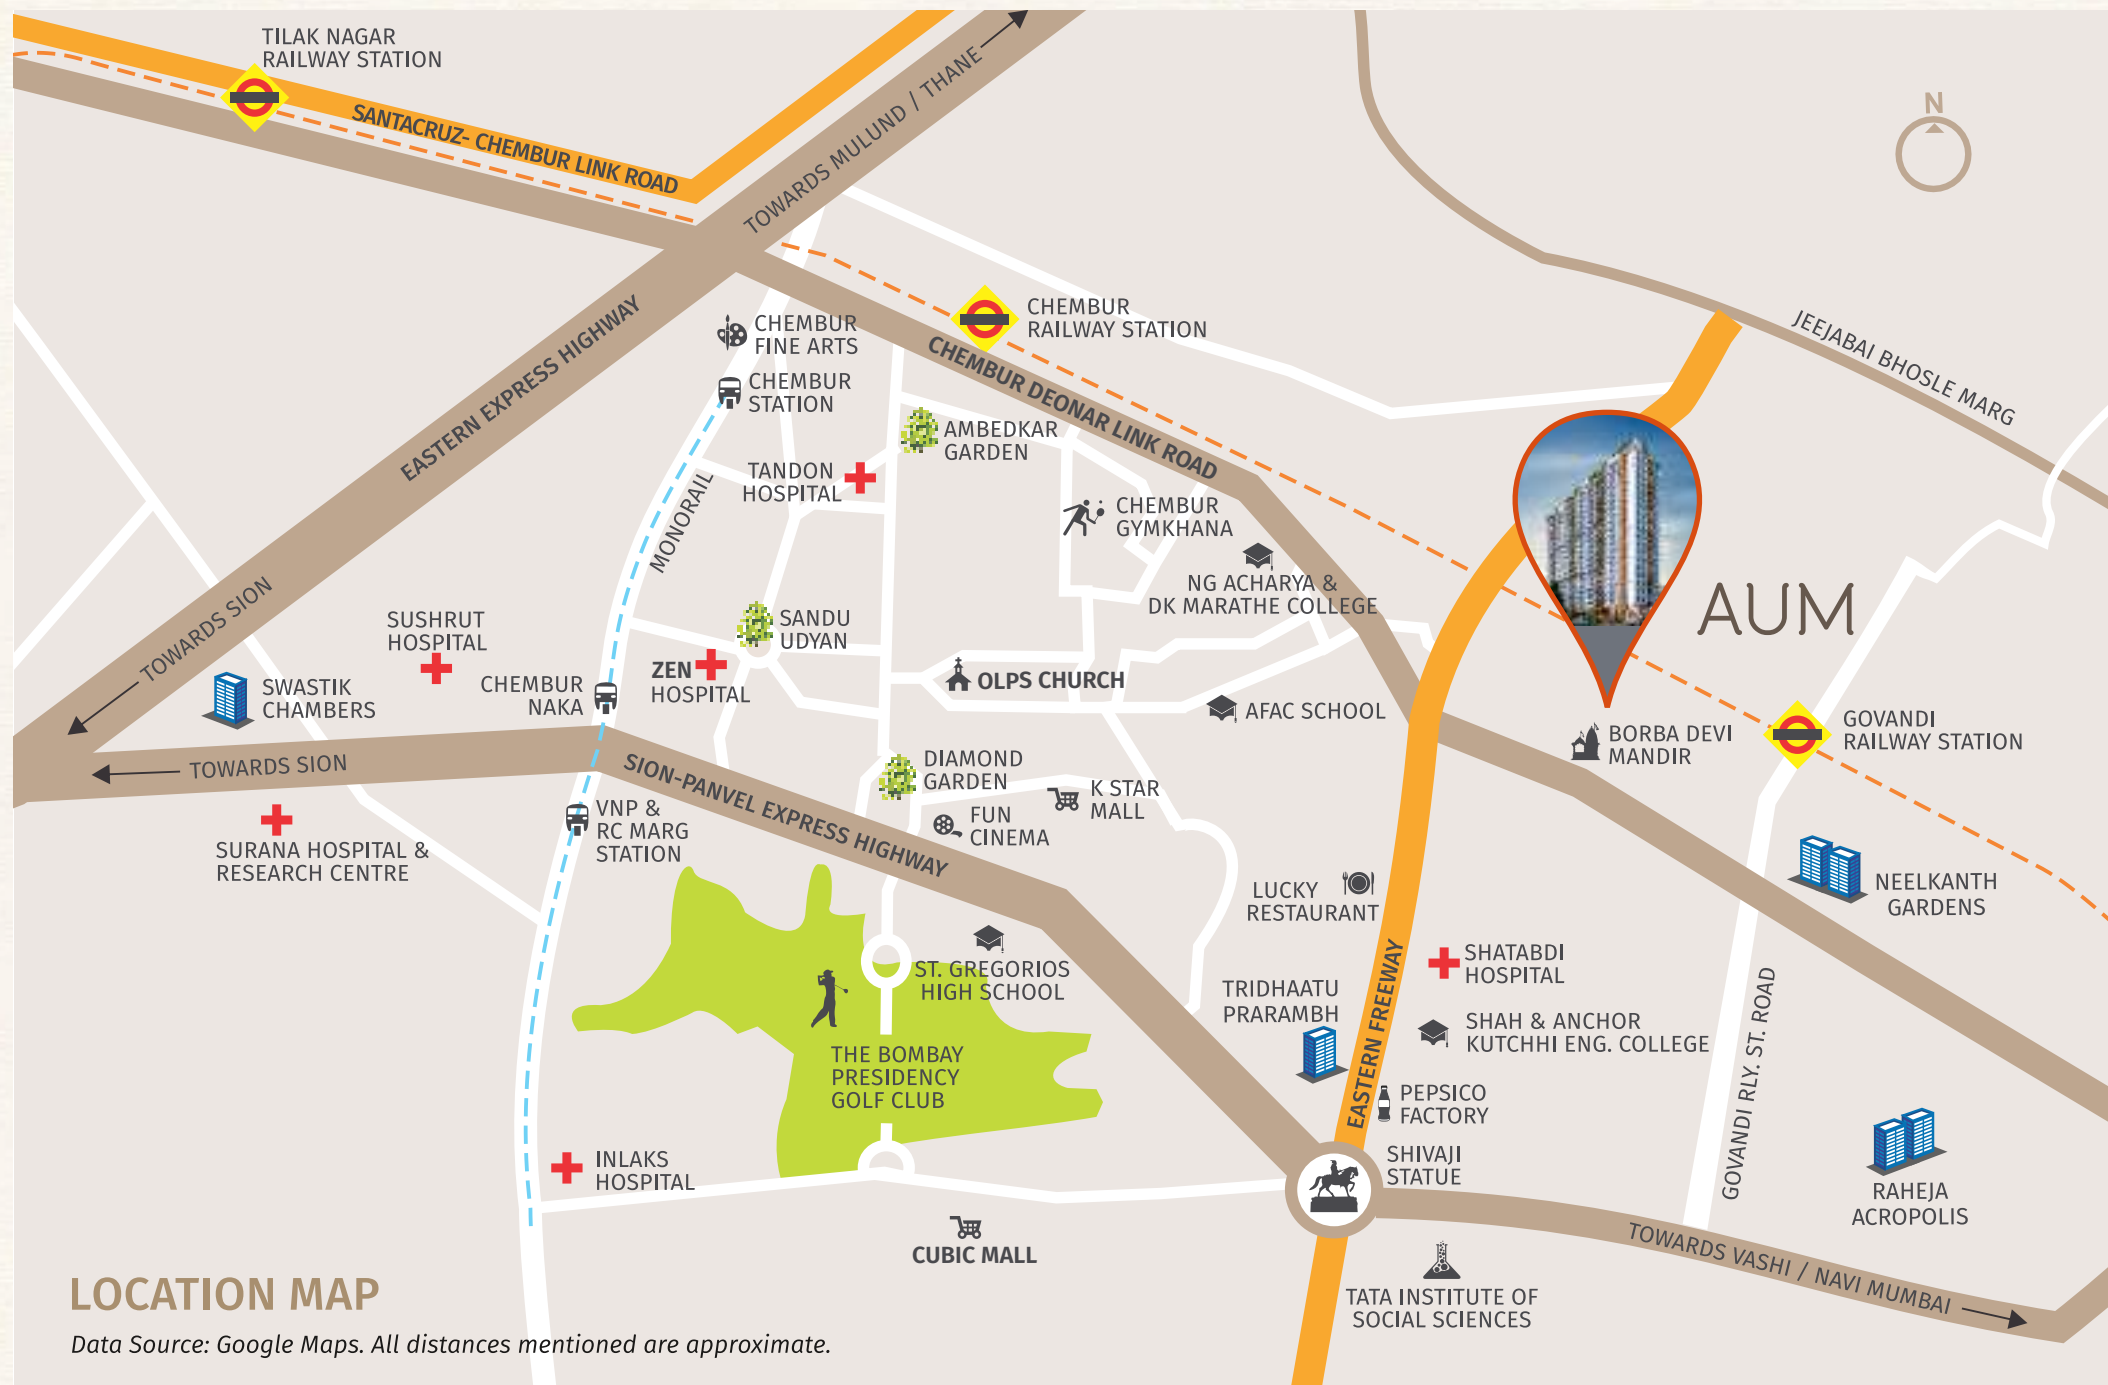 TILAK NAGAR
RAILWAY STATION
SANTACRUZ- CHEMBUR LINK ROAD
TOWARDS MULUND / THANE
N
CHEMBUR
RAILWAY STATION
JEEJABAI BHOSLE MARG
CHEMBUR
FINE ARTS
CHEMBUR
STATION
CHEMBUR DEONAR LINK ROAD
EASTERN EXPRESS HIGHWAY
AMBEDKAR
GARDEN
TANDON
HOSPITAL
MONORAIL
CHEMBUR
GYMKHANA
NG ACHARYA &
DK MARATHE COLLEGE
AUM
TOWARDS SION
SUSHRUT
HOSPITAL
SANDU
UDYAN
ZEN
HOSPITAL
SWASTIK
CHAMBERS
CHEMBUR
NAKA
OLPS CHURCH
AFAC SCHOOL
BORBA DEVI
MANDIR
GOVANDI
RAILWAY STATION
TOWARDS SION
SION-PANVEL EXPRESS HIGHWAY
DIAMOND
GARDEN
K STAR
MALL
FUN
CINEMA
VNP &
RC MARG
STATION
SURANA HOSPITAL &
RESEARCH CENTRE
LUCKY
RESTAURANT
NEELKANTH
GARDENS
ST. GREGORIOS
HIGH SCHOOL
EASTERN FREEWAY
SHATABDI
HOSPITAL
TRIDHAATU
PRARAMBH
SHAH & ANCHOR
KUTCHHI ENG. COLLEGE
GOVANDI RLY. ST. ROAD
THE BOMBAY
PRESIDENCY
GOLF CLUB
PEPSICO
FACTORY
SHIVAJI
STATUE
INLAKS
HOSPITAL
RAHEJA
ACROPOLIS
CUBIC MALL
TOWARDS VASHI / NAVI MUMBAI
TATA INSTITUTE OF
SOCIAL SCIENCES
LOCATION MAP
Data Source: Google Maps. All distances mentioned are approximate.